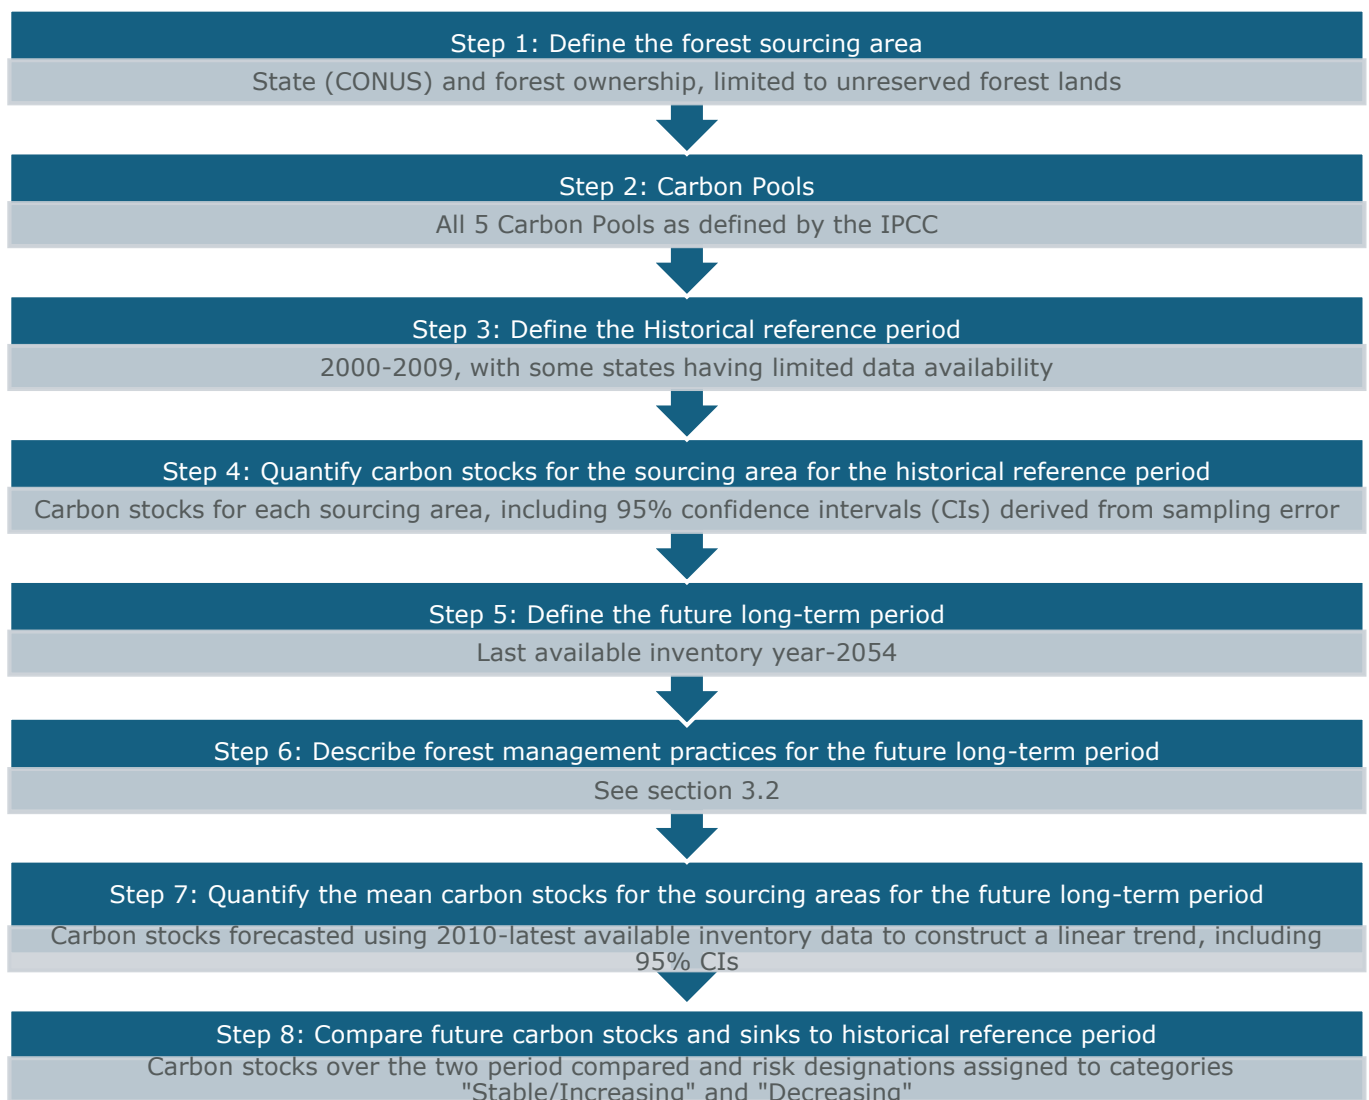 Step 1: Define the forest sourcing area
State (CONUS) and forest ownership, limited to unreserved forest lands
Step 2: Carbon Pools
All 5 Carbon Pools as defined by the IPCC
Step 3: Define the Historical reference period
2000-2009, with some states having limited data availability
Step 4: Quantify carbon stocks for the sourcing area for the historical reference period
Carbon stocks for each sourcing area, including 95% confidence intervals (CIs) derived from sampling error
Step 5: Define the future long-term period
Last available inventory year-2054
Step 6: Describe forest management practices for the future long-term period
See section 3.2
Step 7: Quantify the mean carbon stocks for the sourcing areas for the future long-term period
Carbon stocks forecasted using 2010-latest available inventory data to construct a linear trend, including
95% CIs
Step 8: Compare future carbon stocks and sinks to historical reference period
Carbon stocks over the two period compared and risk designations assigned to categories
"Stable/Increasing" and "Decreasing"